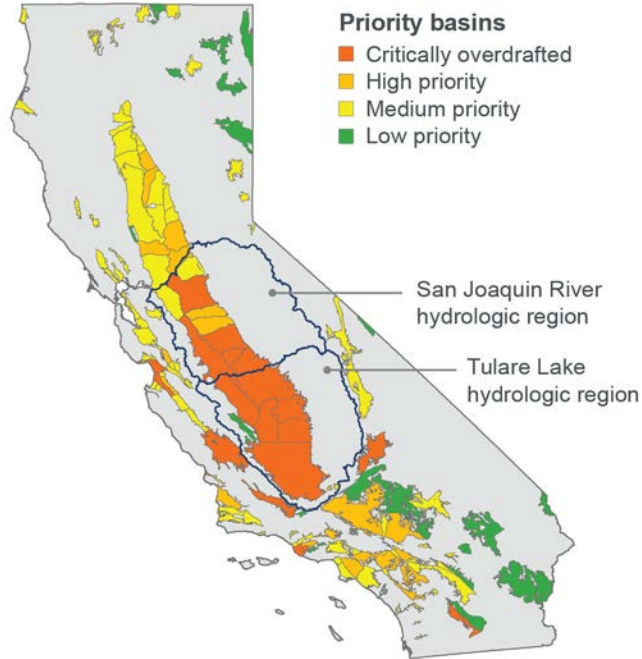 Priority basins
Critically overdrafted
High priority
Medium priority
Low priority
San Joaquin River
hydrologic region
Tulare Lake
hydrologic region